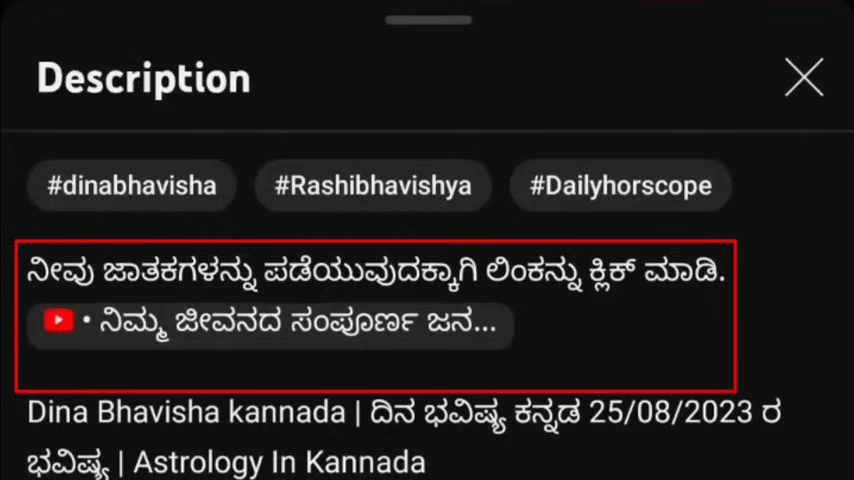 Description
#dinabhavisha #Rashibhavishya #Dailyhorscope
ನೀವು ಜಾತಕಗಳನ್ನು ಪಡೆಯುವುದಕ್ಕಾಗಿ ಲಿಂಕನ್ನು ಕ್ಲಿಕ್ ಮಾಡಿ.
• ನಿಮ್ಮ ಜೀವನದ ಸಂಪೂರ್ಣ ಜನ...
Dina Bhavisha kannada | ದಿನ ಭವಿಷ್ಯ ಕನ್ನಡ 25/08/2023 ರ
ಭವಿಷ್ಯ | Astrology In Kannada